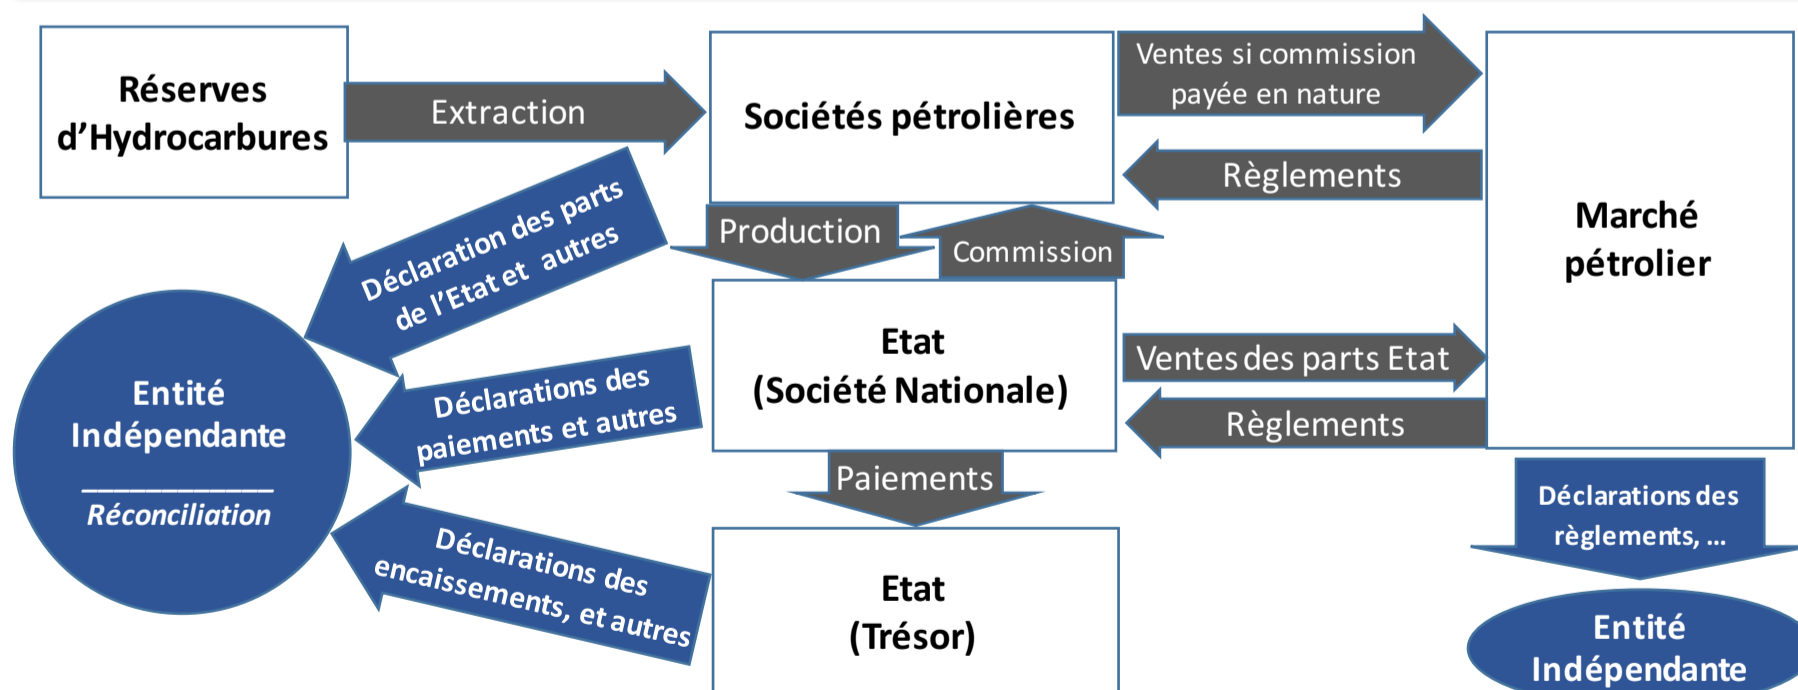 Réserves
d’Hydrocarbures
Extraction
Sociétés pétrolières
Ventes si commission
payée en nature
Règlements
Marché
pétrolier
Production
Commission
Déclaration des parts
de l’Etat et autres
Etat
(Société Nationale)
Ventes des parts Etat
Règlements
Entité
Indépendante
____________
Réconciliation
Déclarations des
paiements et autres
Paiements
Déclarations des
règlements, ...
Déclarations des
encaissements, et autres
Etat
(Trésor)
Entité
Indépendante